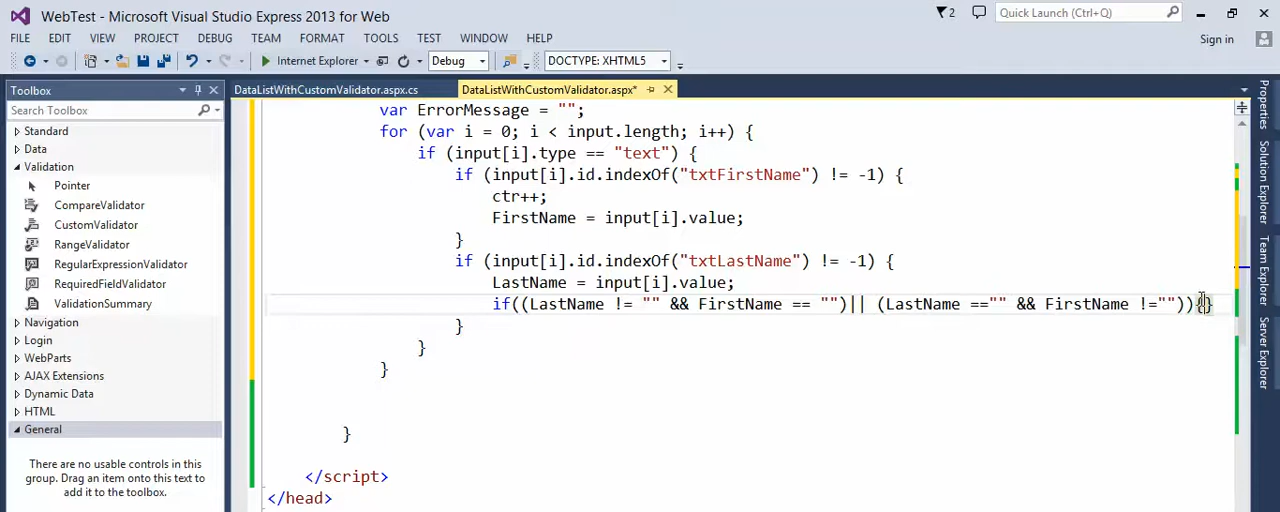 WebTest - Microsoft Visual Studio Express 2013 for Web
2
Quick Launch (Ctrl+Q)
FILE EDIT VIEW PROJECT DEBUG TEAM FORMAT TOOLS TEST WINDOW HELP
Sign in
Internet Explorer Debug DOCTYPE: XHTML5
Toolbox
DataListWithCustomValidator.aspx.cs
DataListWithCustomValidator.aspx*
Search Toolbox
Standard
Data
Validation
Pointer
CompareValidator
CustomValidator
RangeValidator
RegularExpressionValidator
RequiredFieldValidator
ValidationSummary
Navigation
Login
WebParts
AJAX Extensions
Dynamic Data
HTML
General
There are no usable controls in this
group. Drag an item onto this text to
add it to the toolbox.
var ErrorMessage = "";
for (var i = 0; i < input.length; i++) {
if (input[i].type == "text") {
if (input[i].id.indexOf("txtFirstName") != -1) {
ctr++;
FirstName = input[i].value;
}
if (input[i].id.indexOf("txtLastName") != -1) {
LastName = input[i].value;
if((LastName != "" && FirstName == "")|| (LastName =="" && FirstName !="")){}
}
}
}
}
</script>
</head>
Properties
Solution Explorer
Team Explorer
Server Explorer